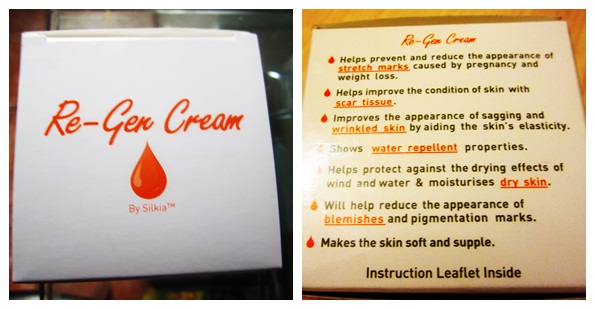 Re-Gen Cream
By Silkia™
Re-Gen Cream
Helps prevent and reduce the appearance of
stretch marks caused by pregnancy and
weight loss.
Helps improve the condition of skin with
scar tissue.
Improves the appearance of sagging and
wrinkled skin by aiding the skin's elasticity.
Shows water repellent properties.
Helps protect against the drying effects of
wind and water & moisturises dry skin.
Will help reduce the appearance of
blemishes and pigmentation marks.
Makes the skin soft and supple.
Instruction Leaflet Inside